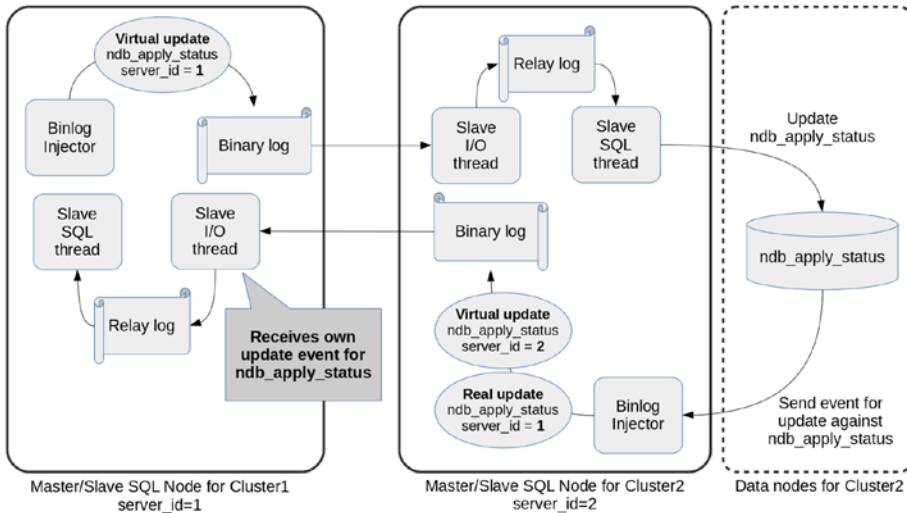 Virtual update
ndb_apply_status
server_id = 1
Binlog
Injector
Binary log
Slave
SQL
thread
Slave
I/O
thread
Relay log
Receives own
update event for
ndb_apply_status
Master/Slave SQL Node for Cluster1
server_id=1
Relay log
Slave
I/O
thread
Slave
SQL
thread
Binary log
Virtual update
ndb_apply_status
server_id = 2
Real update
ndb_apply_status
server_id = 1
Binlog
Injector
Master/Slave SQL Node for Cluster2
server_id=2
Update
ndb_apply_status
ndb_apply_status
Send event for
update against
ndb_apply_status
Data nodes for Cluster2